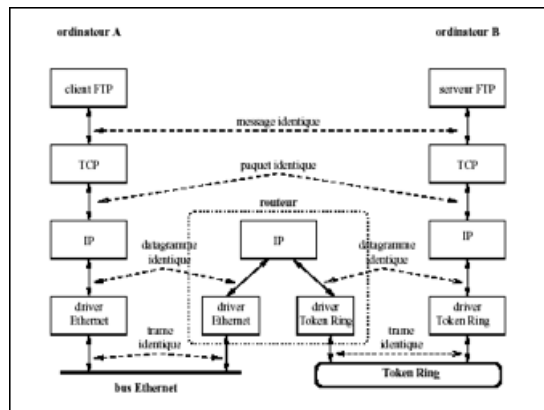 ordinateur A
ordinateur B
client FTP
serveur FTP
message identique
TCP
TCP
paquet identique
routeur
IP
IP
IP
datagramme
identique
datagramme
identique
driver
Ethernet
driver
Ethernet
driver
Token Ring
driver
Token Ring
trame
identique
trame
identique
bus Ethernet
Token Ring